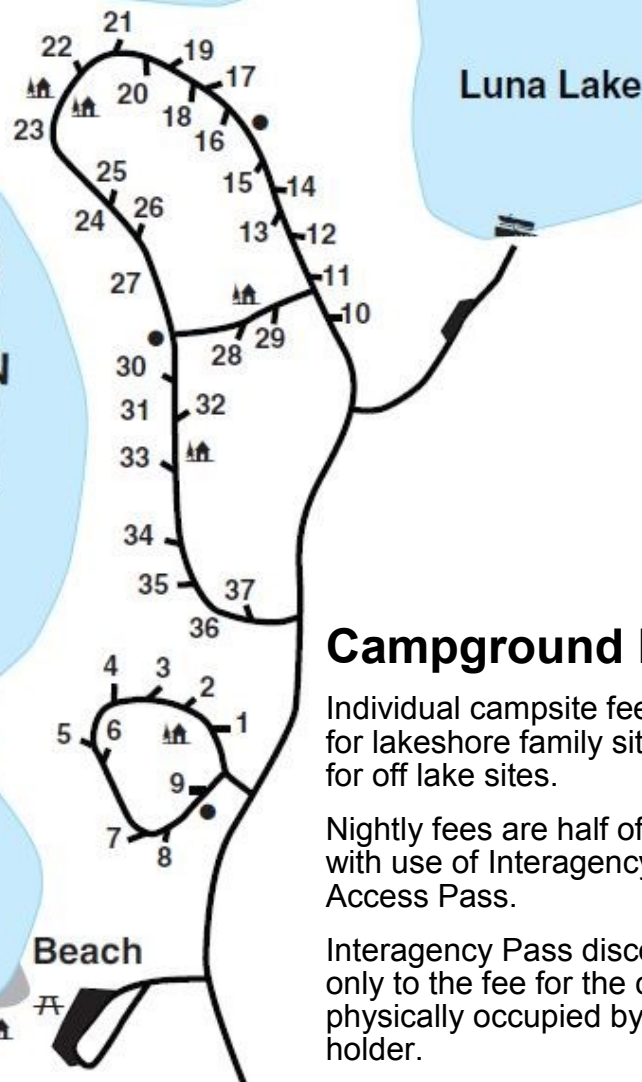 21
22
19
17
20
18
16
Luna Lake
23
25
15
14
24
26
13
12
27
11
10
28
29
30
31
32
33
34
35
37
36
Campground
4
3
2
Individual campsite fee
5
6
1
for lakeshore family sit
for off lake sites.
9
Nightly fees are half of
7
8
with use of Interagency
Access Pass.
Beach
Interagency Pass disco
only to the fee for the c
physically occupied by
holder.